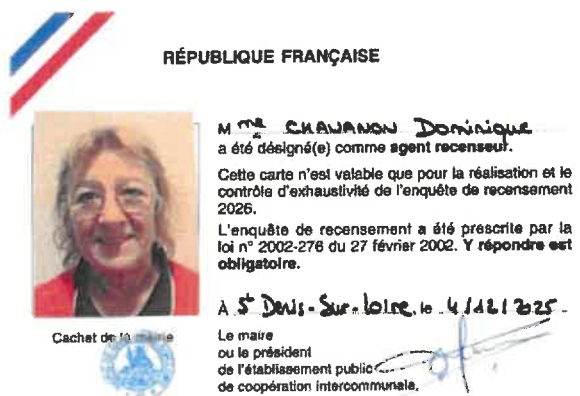 RÉPUBLIQUE FRANÇAISE
M me CHAVANON Dominique
a été désigné(e) comme agent recenseur.
Cette carte n'est valable que pour la réalisation et le
contrôle d'exhaustivité de l'enquête de recensement
2026.
L'enquête de recensement a été prescrite par la
loi n° 2002-276 du 27 février 2002. Y répondre est
obligatoire.
À St Denis-Sur-Loire, le 4/12/2025.
Cachet de la mairie
Le maire
ou le président
de l'établissement public
de coopération intercommunale,